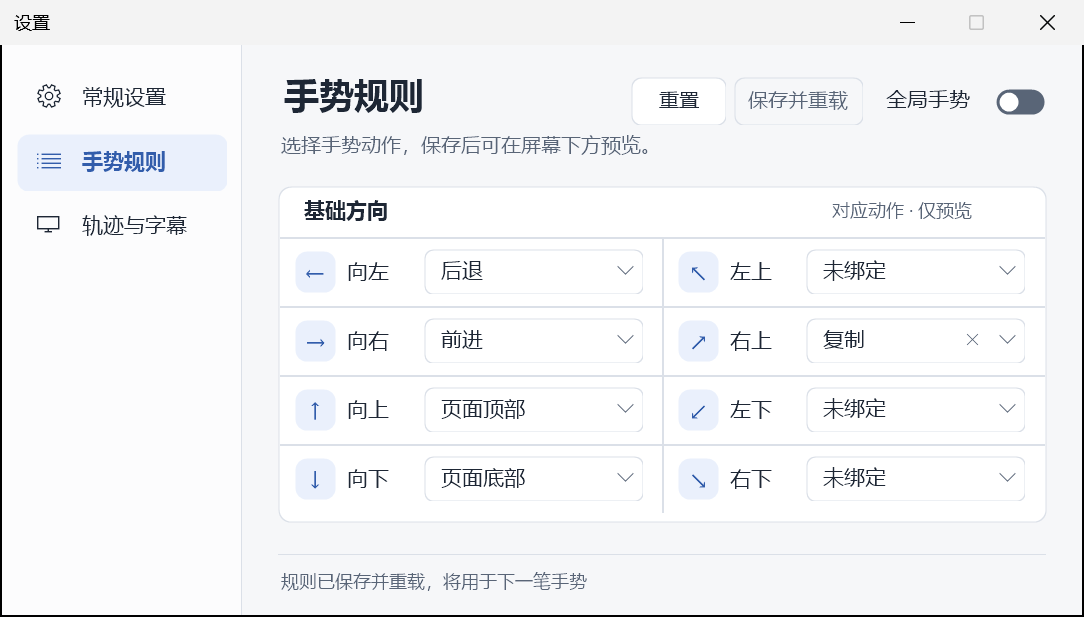 设置
常规设置
手势规则
轨迹与字幕
手势规则
重置
保存并重载
全局手势
选择手势动作，保存后可在屏幕下方预览。
基础方向
对应动作 · 仅预览
← 向左 后退
↖ 左上 未绑定
→ 向右 前进
↗ 右上 复制
↑ 向上 页面顶部
↙ 左下 未绑定
↓ 向下 页面底部
↘ 右下 未绑定
规则已保存并重载，将用于下一笔手势